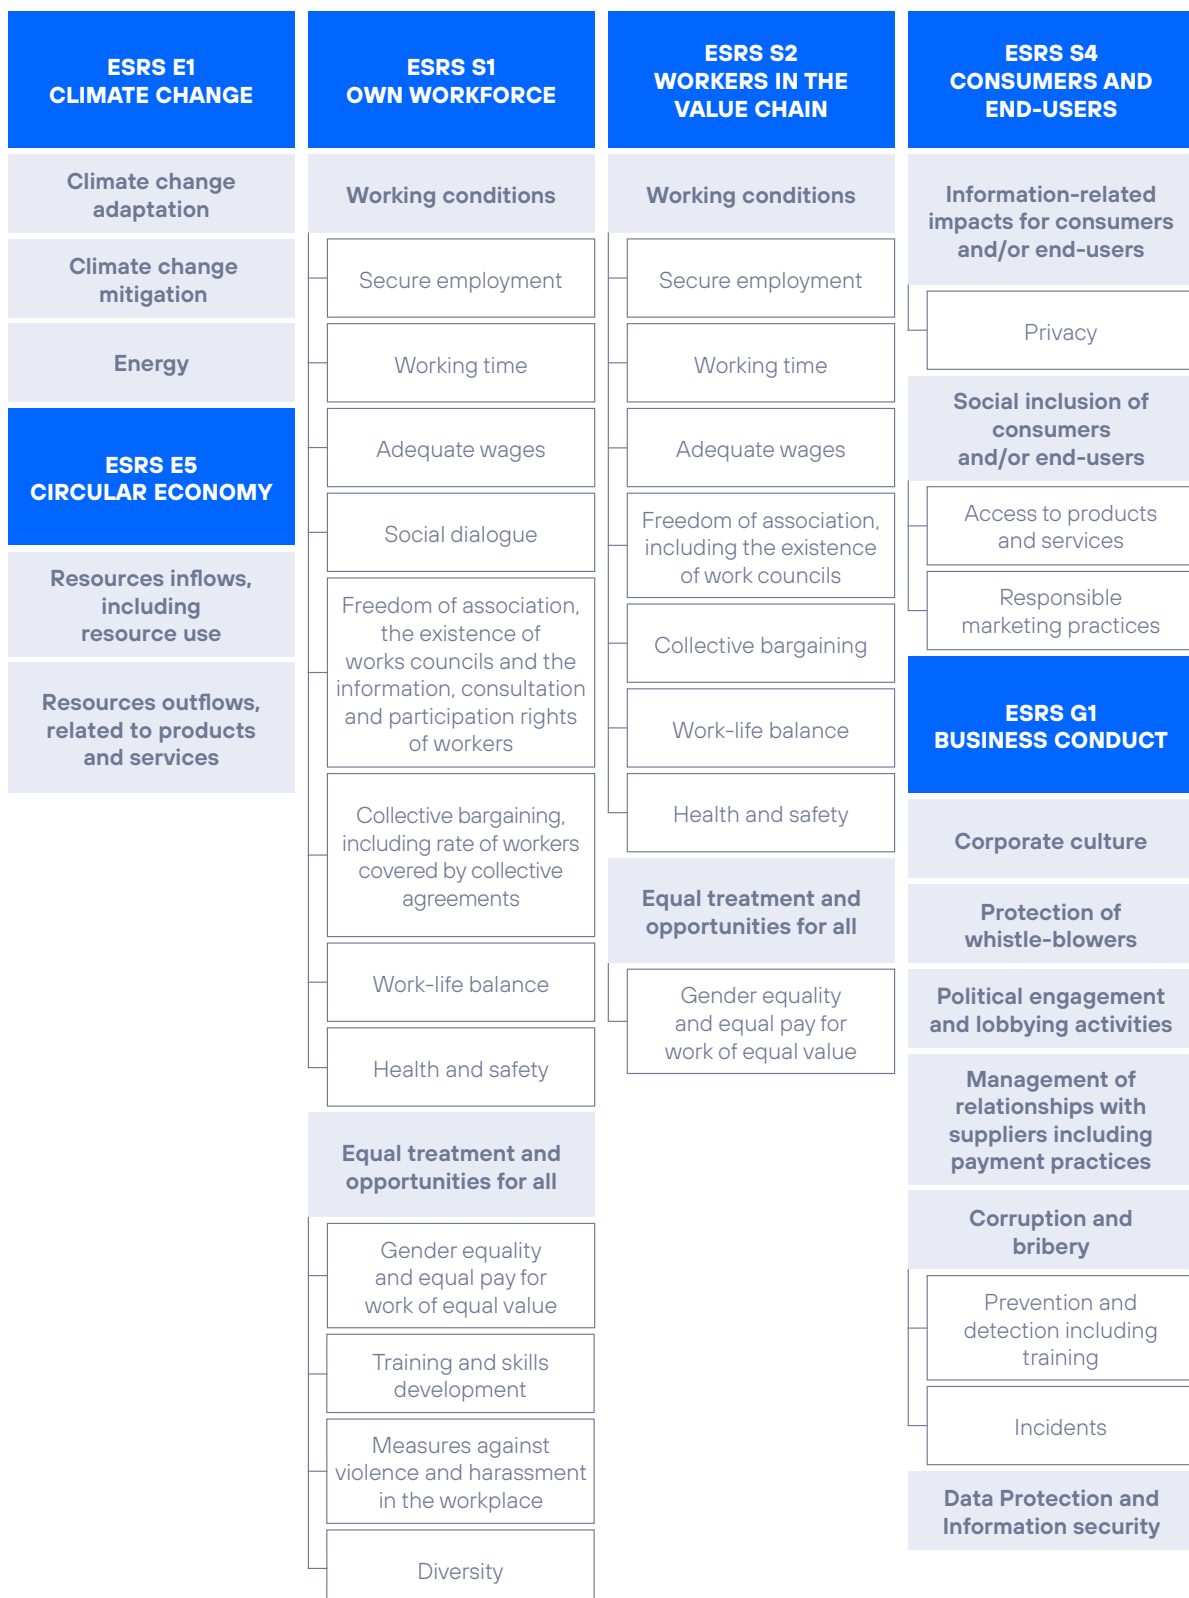 ESRS E1
CLIMATE CHANGE
Climate change
adaptation
Climate change
mitigation
Energy
ESRS E5
CIRCULAR ECONOMY
Resources inflows,
including
resource use
Resources outflows,
related to products
and services
ESRS S1
OWN WORKFORCE
Working conditions
Secure employment
Working time
Adequate wages
Social dialogue
Freedom of association,
the existence of
works councils and the
information, consultation
and participation rights
of workers
Collective bargaining,
including rate of workers
covered by collective
agreements
Work-life balance
Health and safety
Equal treatment and
opportunities for all
Gender equality
and equal pay for
work of equal value
Training and skills
development
Measures against
violence and harassment
in the workplace
Diversity
ESRS S2
WORKERS IN THE
VALUE CHAIN
Working conditions
Secure employment
Working time
Adequate wages
Freedom of association,
including the existence
of work councils
Collective bargaining
Work-life balance
Health and safety
Equal treatment and
opportunities for all
Gender equality
and equal pay for
work of equal value
ESRS S4
CONSUMERS AND
END-USERS
Information-related
impacts for consumers
and/or end-users
Privacy
Social inclusion of
consumers
and/or end-users
Access to products
and services
Responsible
marketing practices
ESRS G1
BUSINESS CONDUCT
Corporate culture
Protection of
whistle-blowers
Political engagement
and lobbying activities
Management of
relationships with
suppliers including
payment practices
Corruption and
bribery
Prevention and
detection including
training
Incidents
Data Protection and
Information security